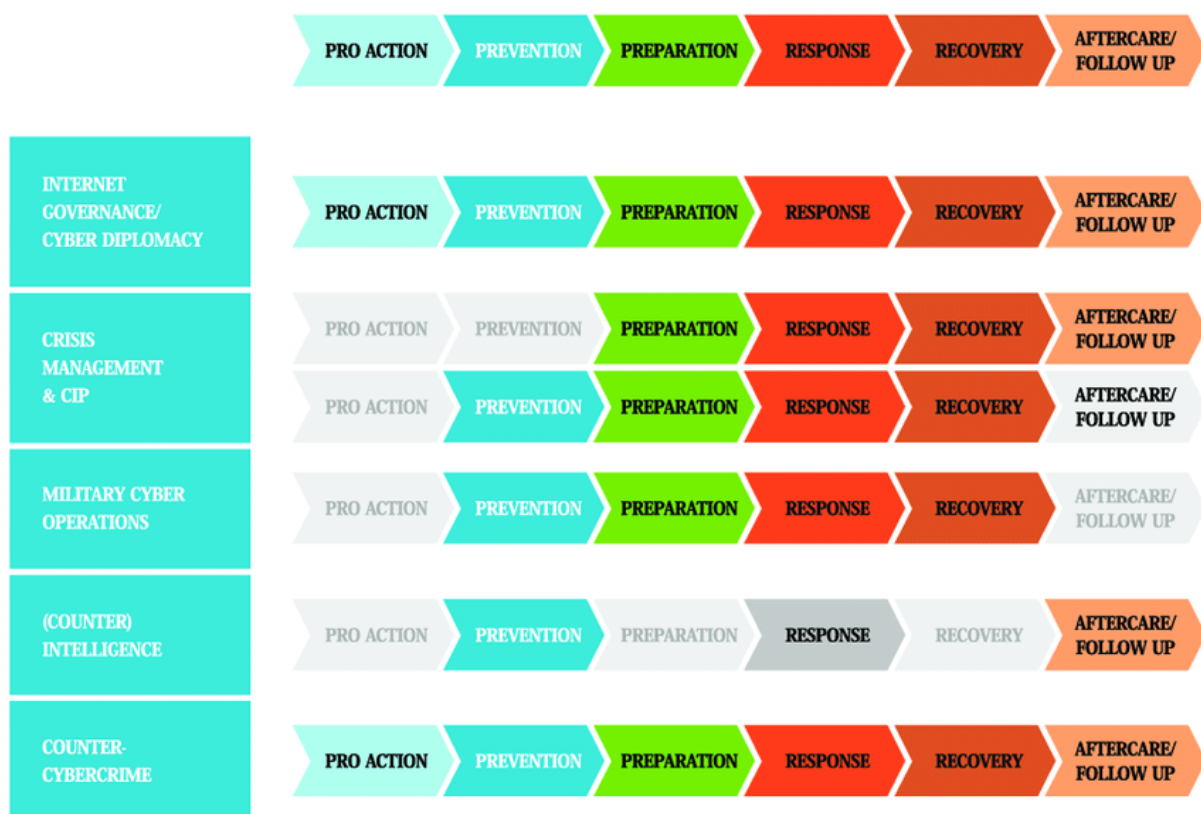 PRO ACTION
PREVENTION
PREPARATION
RESPONSE
RECOVERY
AFTERCARE/
FOLLOW UP
INTERNET
GOVERNANCE/
CYBER DIPLOMACY
PRO ACTION
PREVENTION
PREPARATION
RESPONSE
RECOVERY
AFTERCARE/
FOLLOW UP
CRISIS
MANAGEMENT
& CIP
PRO ACTION
PREVENTION
PREPARATION
RESPONSE
RECOVERY
AFTERCARE/
FOLLOW UP
PRO ACTION
PREVENTION
PREPARATION
RESPONSE
RECOVERY
AFTERCARE/
FOLLOW UP
MILITARY CYBER
OPERATIONS
PRO ACTION
PREVENTION
PREPARATION
RESPONSE
RECOVERY
AFTERCARE/
FOLLOW UP
(COUNTER)
INTELLIGENCE
PRO ACTION
PREVENTION
PREPARATION
RESPONSE
RECOVERY
AFTERCARE/
FOLLOW UP
COUNTER-
CYBERCRIME
PRO ACTION
PREVENTION
PREPARATION
RESPONSE
RECOVERY
AFTERCARE/
FOLLOW UP